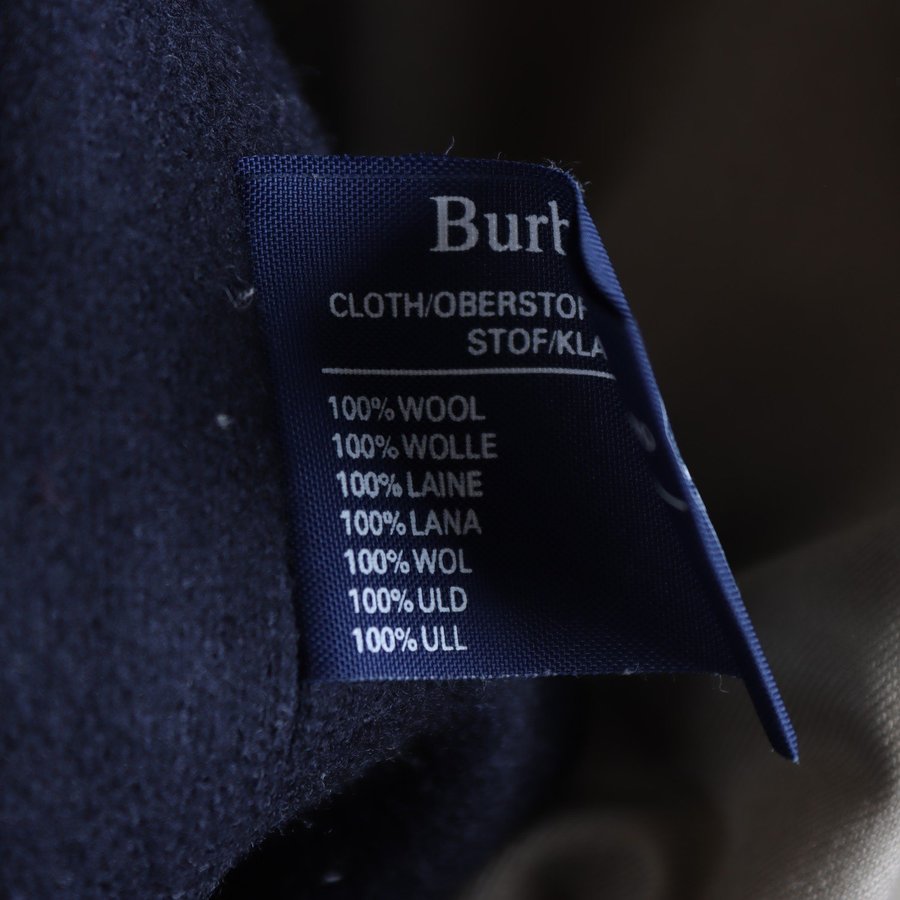 Burb
CLOTH/OBERSTOF
STOF/KLA
100% WOOL
100% WOLLE
100% LAINE
100% LANA
100% WOL
100% ULD
100% ULL